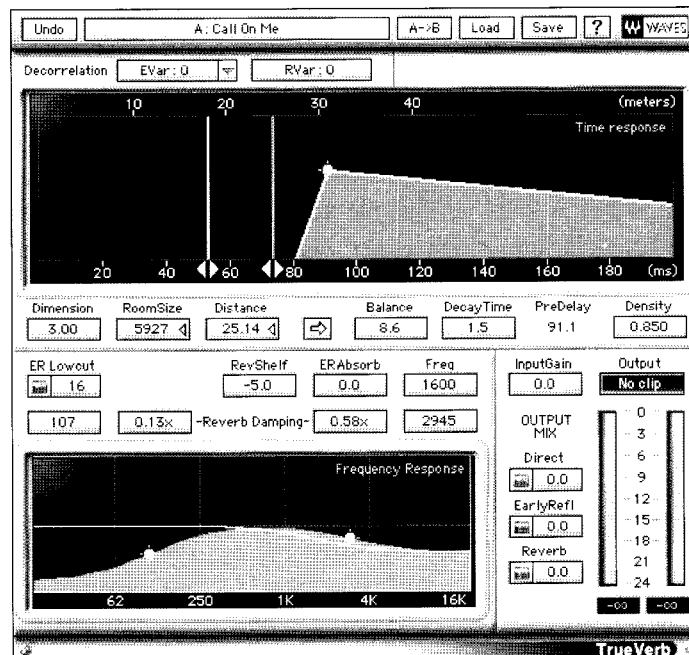 Undo A: Call On Me A->B Load Save ? WAVES
Decorrelation EVar: 0 RVar: 0
10 20 30 40 (meters)
Time response
20 40 60 80 100 120 140 160 180 (ms)
Dimension RoomSize Distance Balance DecayTime PreDelay Density
3.00 5927 25.14 8.6 1.5 91.1 0.850
ER Lowcut RevShelf ERAbsorb Freq InputGain Output
16 -5.0 0.0 1600 0.0 No clip
107 0.13x -Reverb Damping- 0.58x 2945
OUTPUT
MIX
Direct
0.0
EarlyRefl
0.0
Reverb
0.0
0
3
6
9
12
15
18
21
24
-oo -oo
Frequency Response
62 250 1K 4K 16K
TrueVerb